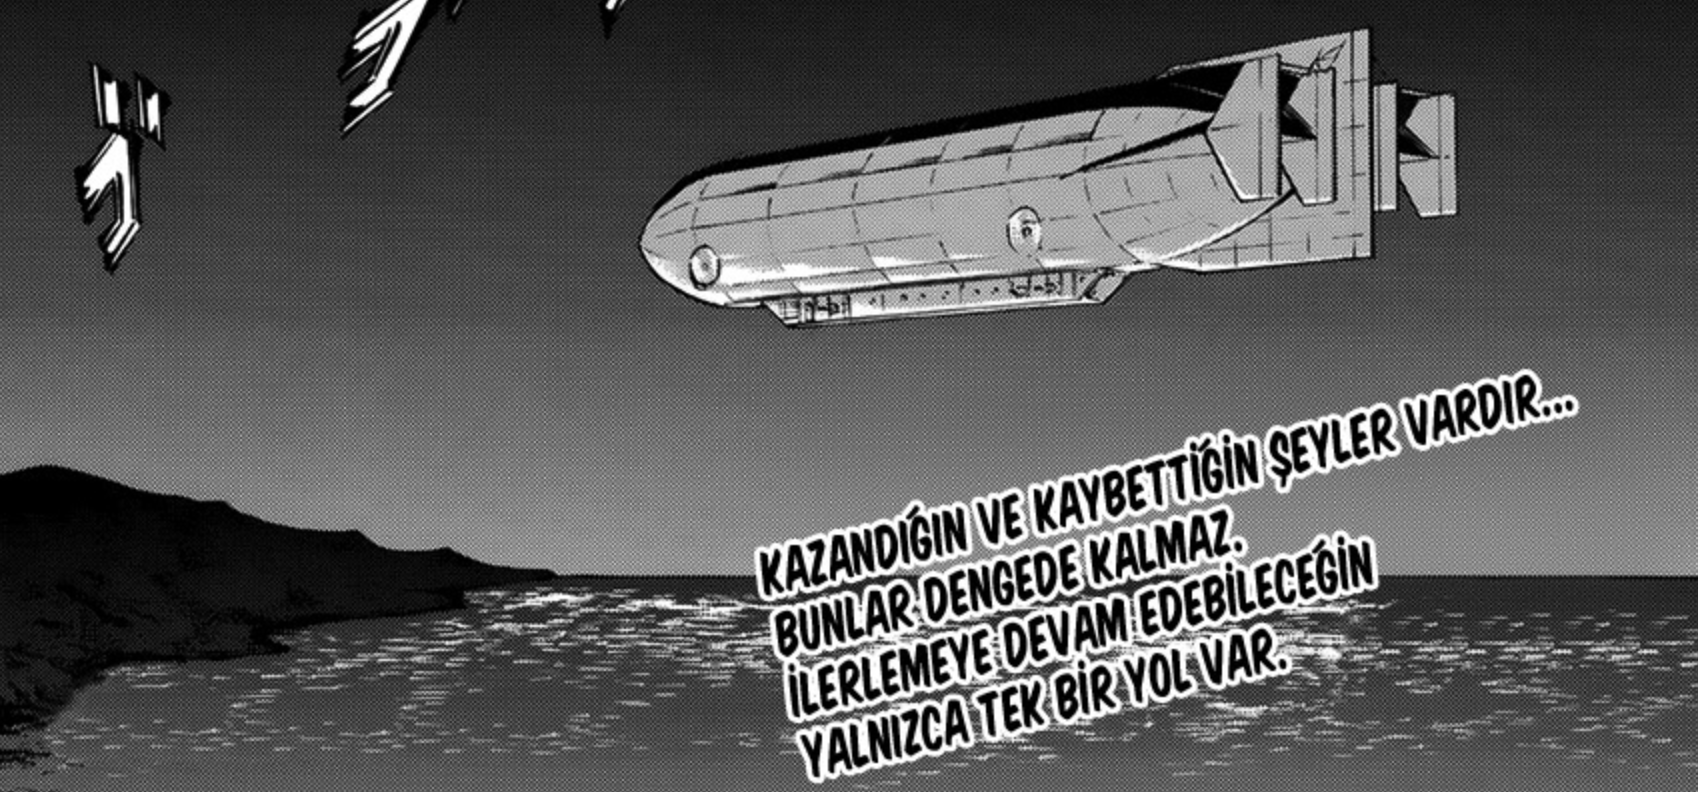 KAZANDIĞIN VE KAYBETTİĞİN ŞEYLER VARDIR...
BUNLAR DENGEDE KALMAZ.
İLERLEMEYE DEVAM EDEBİLECEĞİN
YALNIZCA TEK BİR YOL VAR.